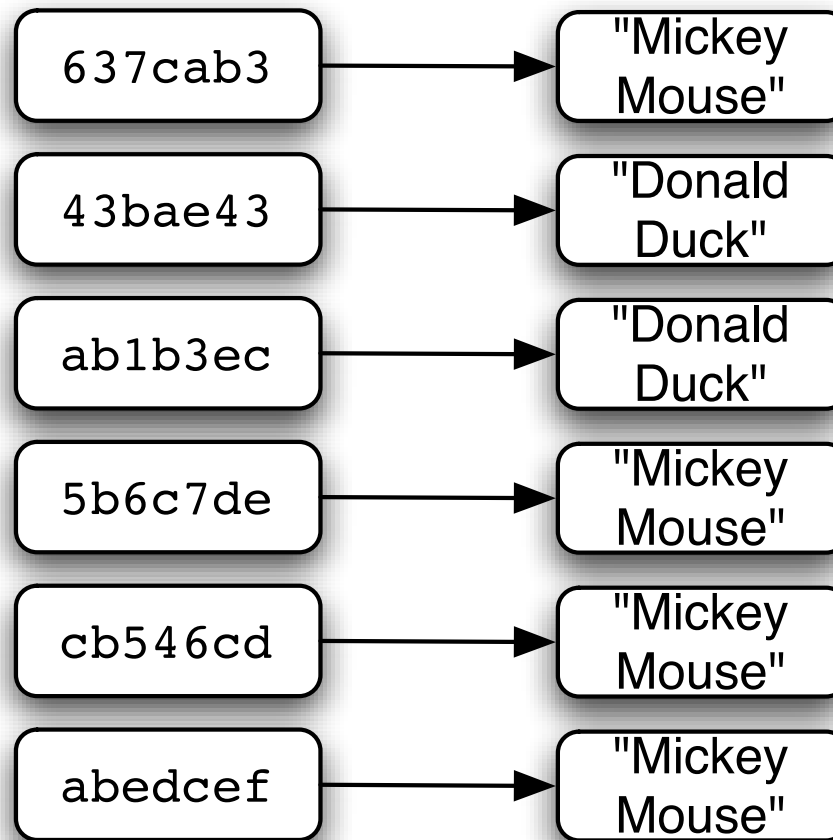 637cab3
"Mickey
Mouse"
43bae43
"Donald
Duck"
ab1b3ec
"Donald
Duck"
5b6c7de
"Mickey
Mouse"
cb546cd
"Mickey
Mouse"
abedcef
"Mickey
Mouse"